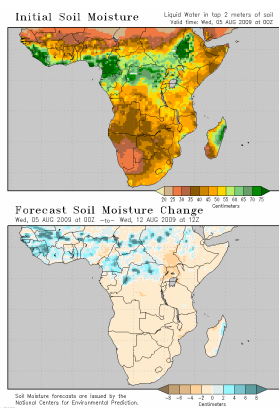 Initial Soil Moisture
Liquid Water in top 2 meters of soil
Valid time: Wed, 05 AUG 2009 at 00Z
20 25 30 35 40 45 50 55 60 65 70 75
Centimeters
Forecast Soil Moisture Change
Wed, 05 AUG 2009 at 00Z -to- Wed, 12 AUG 2009 at 12Z
Soil Moisture forecasts are issued by the
National Centers for Environmental Prediction.
-8 -6 -4 -2 0 2 4 6 8
Centimeters